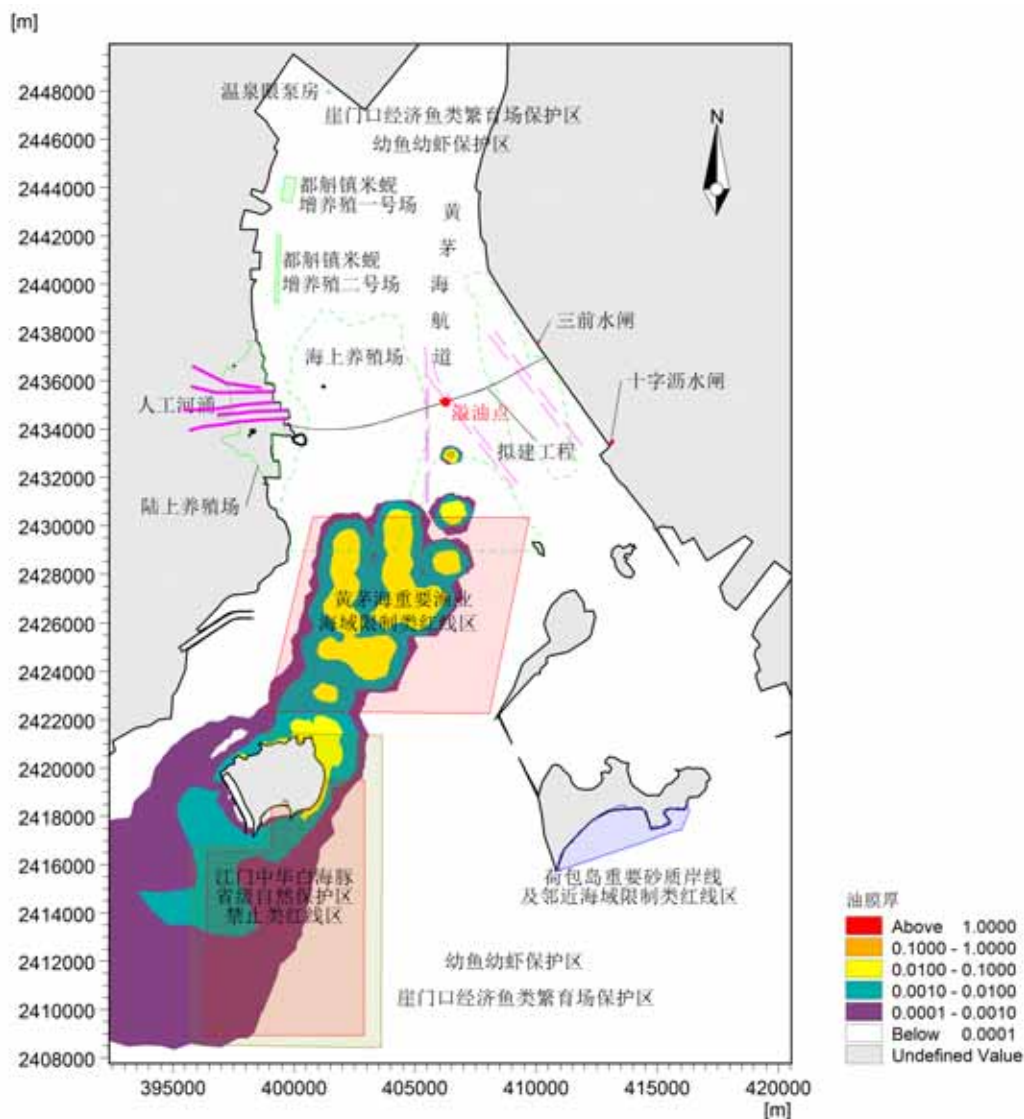 [m]
2448000
温泉眼泵房
崖门口经济鱼类繁育场保护区
2446000
幼鱼幼虾保护区
N
2444000
都斛镇米蚬
增养殖一号场
黄
茅
海
航
道
2442000
都斛镇米蚬
增养殖二号场
2440000
2438000
三前水闸
海上养殖场
2436000
十字沥水闸
人工河涌
溢油点
2434000
拟建工程
2432000
陆上养殖场
2430000
2428000
黄茅海重要渔业
海域限制类红线区
2426000
2424000
2422000
2420000
2418000
2416000
江门中华白海豚
省级自然保护区
禁止类红线区
荷包岛重要砂质岸线
及邻近海域限制类红线区
2414000
2412000
幼鱼幼虾保护区
崖门口经济鱼类繁育场保护区
2410000
2408000
油膜厚
Above 1.0000
0.1000 - 1.0000
0.0100 - 0.1000
0.0010 - 0.0100
0.0001 - 0.0010
Below 0.0001
Undefined Value
395000
400000
405000
410000
415000
420000
[m]